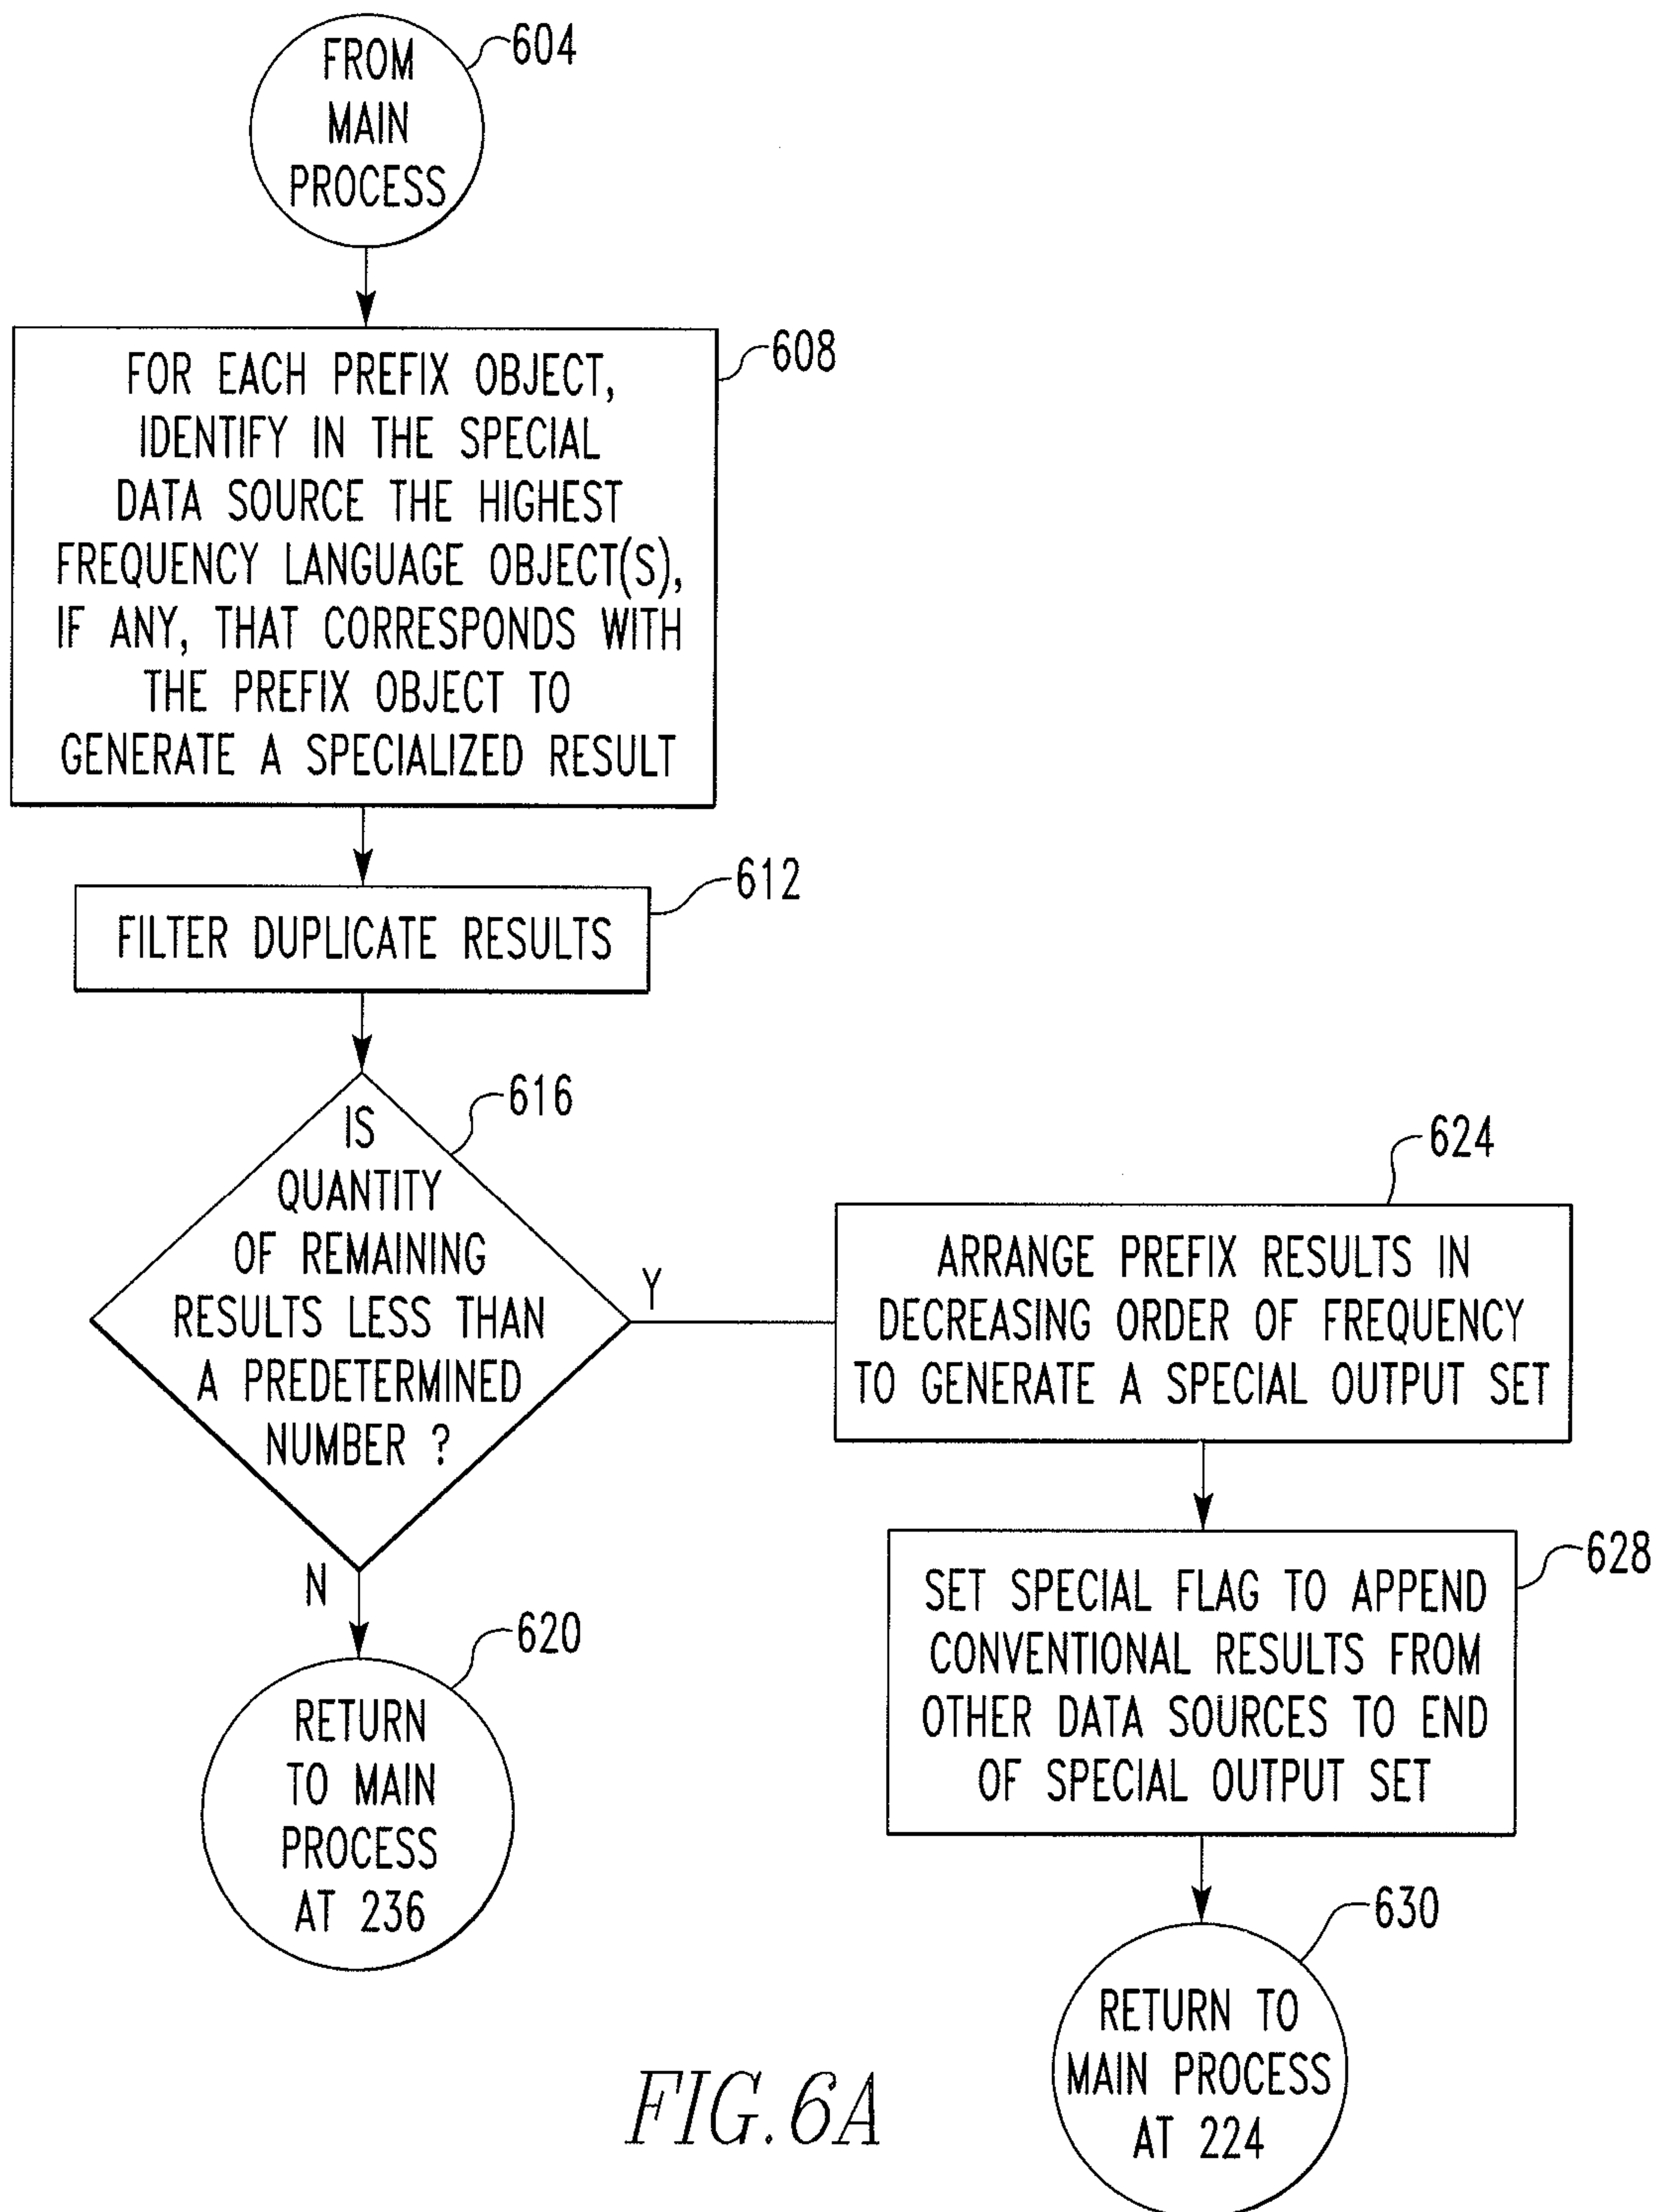 FROM
MAIN
PROCESS
604
FOR EACH PREFIX OBJECT,
IDENTIFY IN THE SPECIAL
DATA SOURCE THE HIGHEST
FREQUENCY LANGUAGE OBJECT(S),
IF ANY, THAT CORRESPONDS WITH
THE PREFIX OBJECT TO
GENERATE A SPECIALIZED RESULT
608
FILTER DUPLICATE RESULTS
612
IS
QUANTITY
OF REMAINING
RESULTS LESS THAN
A PREDETERMINED
NUMBER ?
616
Y
N
RETURN
TO MAIN
PROCESS
AT 236
620
ARRANGE PREFIX RESULTS IN
DECREASING ORDER OF FREQUENCY
TO GENERATE A SPECIAL OUTPUT SET
624
SET SPECIAL FLAG TO APPEND
CONVENTIONAL RESULTS FROM
OTHER DATA SOURCES TO END
OF SPECIAL OUTPUT SET
628
RETURN TO
MAIN PROCESS
AT 224
630
FIG.6A